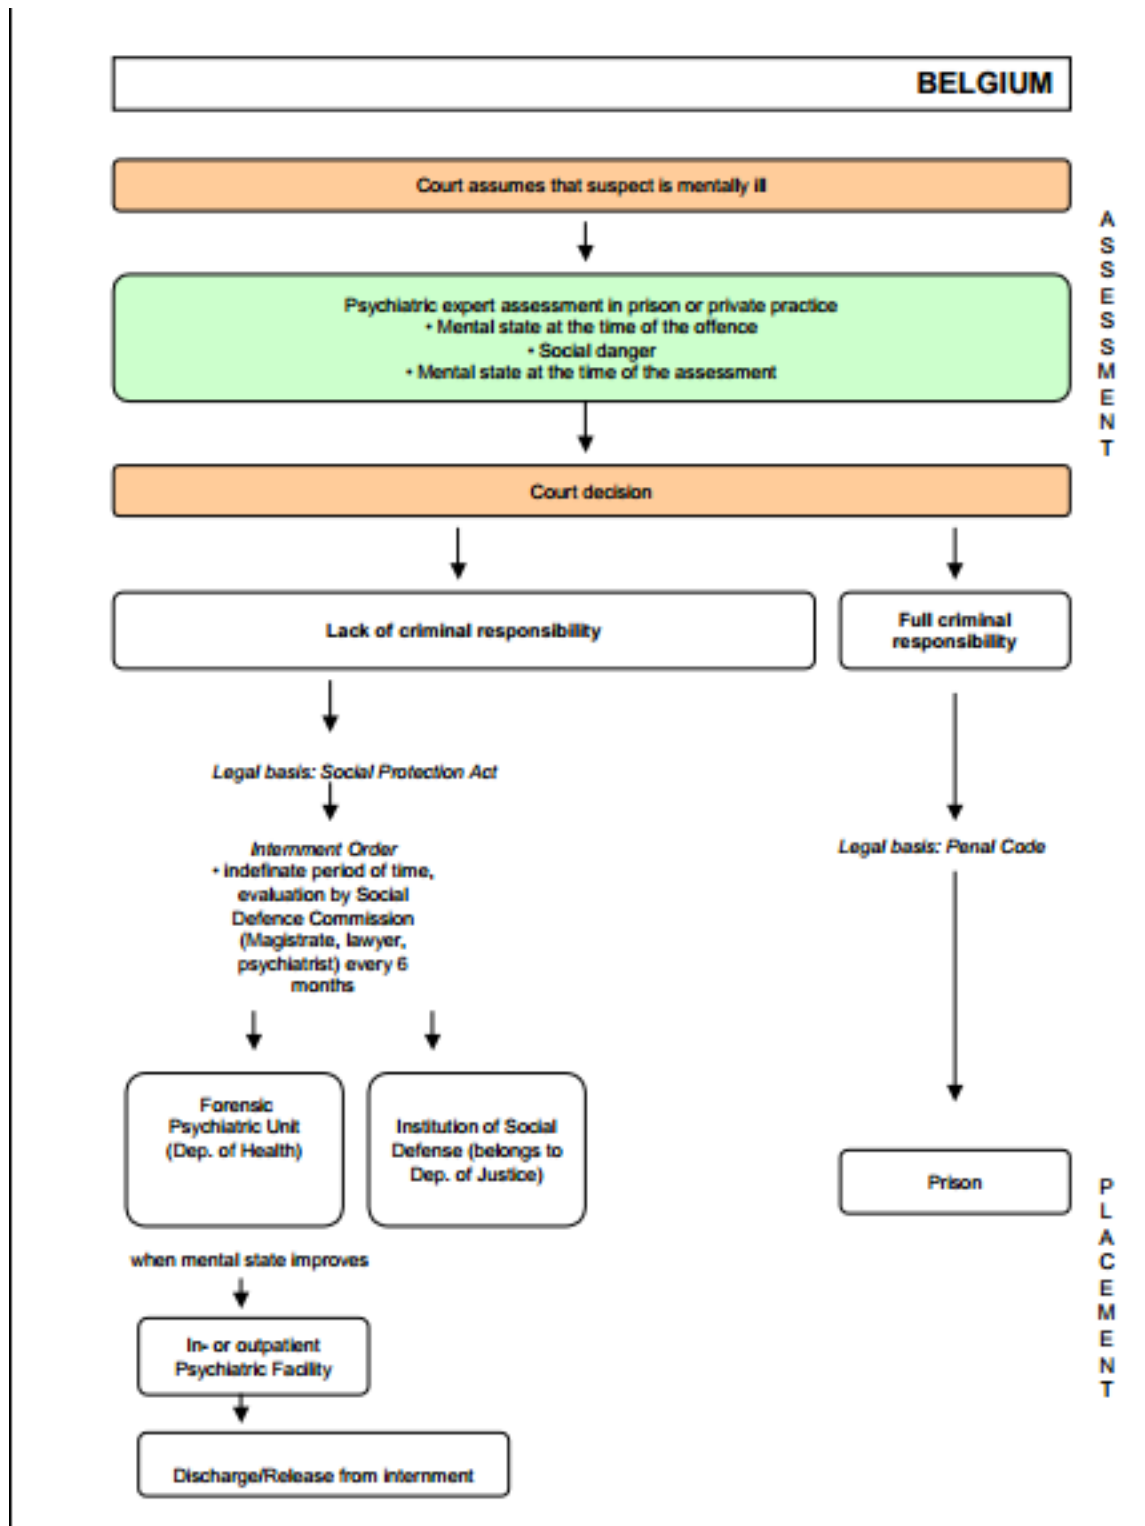 BELGIUM
Court assumes that suspect is mentally ill
ASSESSMENT
Psychiatric expert assessment in prison or private practice
• Mental state at the time of the offence
• Social danger
• Mental state at the time of the assessment
Court decision
Lack of criminal responsibility
Full criminal
responsibility
Legal basis: Social Protection Act
Internment Order
• indefinate period of time,
evaluation by Social
Defence Commission
(Magistrate, lawyer,
psychiatrist) every 6
months
Legal basis: Penal Code
Forensic
Psychiatric Unit
(Dep. of Health)
Institution of Social
Defense (belongs to
Dep. of Justice)
Prison
PLACEMENT
when mental state improves
In- or outpatient
Psychiatric Facility
Discharge/Release from internment